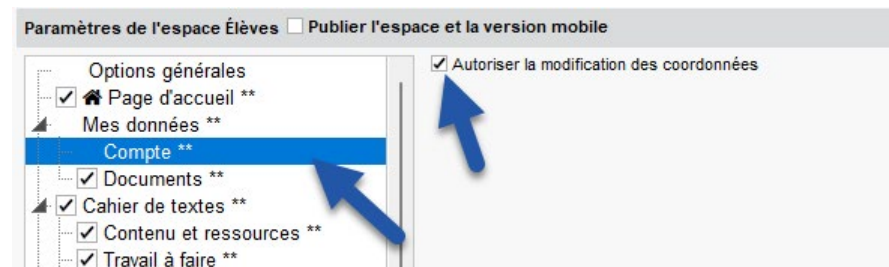 Paramètres de l'espace Élèves Publier l'espace et la version mobile
Options générales
Page d'accueil **
Mes données **
Compte **
Documents **
Cahier de textes **
Contenu et ressources **
Travail à faire **
Autoriser la modification des coordonnées